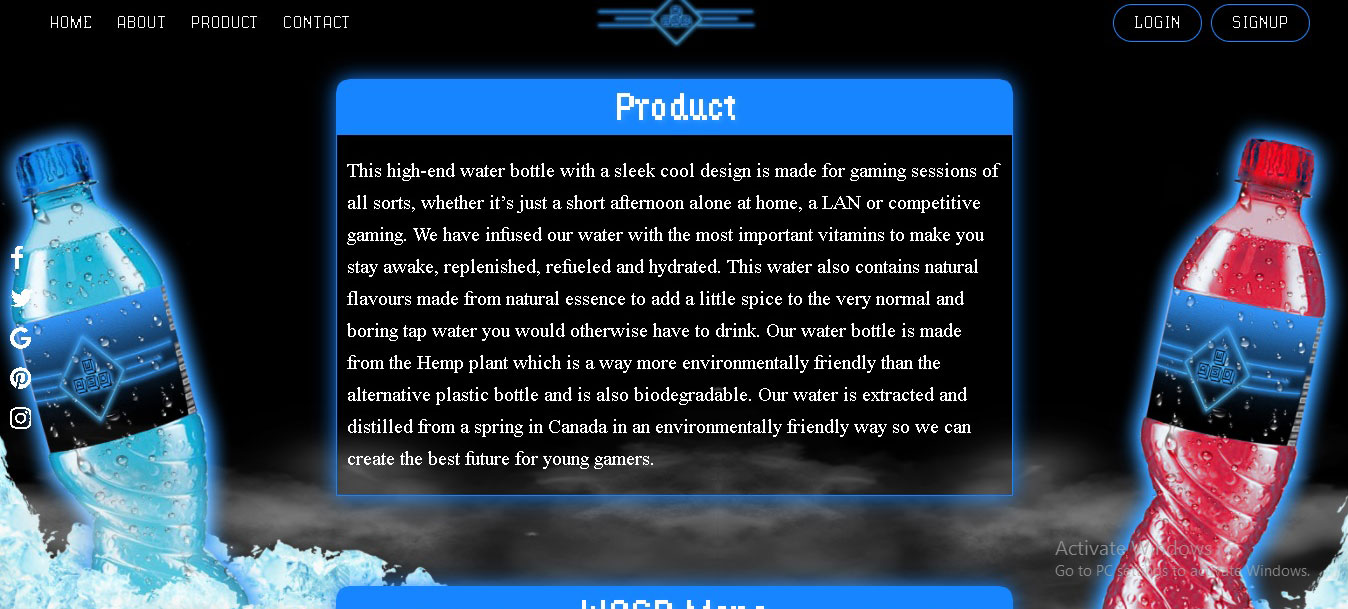 HOME ABOUT PRODUCT CONTACT LOGIN SIGNUP
Product
This high-end water bottle with a sleek cool design is made for gaming sessions of
all sorts, whether it’s just a short afternoon alone at home, a LAN or competitive
gaming. We have infused our water with the most important vitamins to make you
stay awake, replenished, refueled and hydrated. This water also contains natural
flavours made from natural essence to add a little spice to the very normal and
boring tap water you would otherwise have to drink. Our water bottle is made
from the Hemp plant which is a way more environmentally friendly than the
alternative plastic bottle and is also biodegradable. Our water is extracted and
distilled from a spring in Canada in an environmentally friendly way so we can
create the best future for young gamers.
Activate Windows
Go to PC settings to activate Windows.